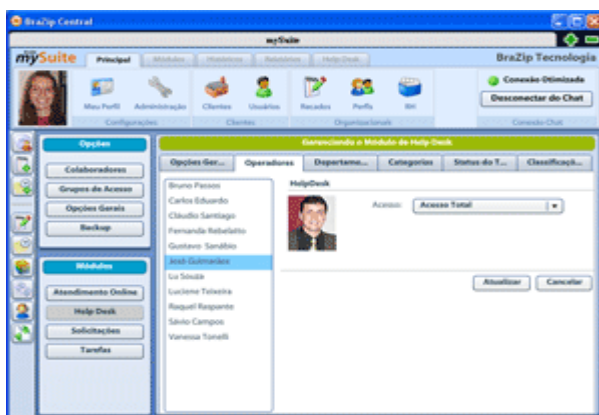 BraZip Central
mySuite
mySuite
Principal Módulos Históricos Relatórios Help Desk
BraZip Tecnologia
Meu Perfil Administração Clientes Usuários Recados Perfis RH
Configurações Clientes Organizacionais
Conexão Otimizada
Desconectar do Chat
Conexão Chat
Opções
Colaboradores
Grupos de Acesso
Opções Gerais
Backup
Módulos
Atendimento Online
Help Desk
Solicitações
Tarefas
Gerenciando o Módulo de Help Desk
Opções Ger... Operadores Departame... Categorias Status do T... Classificaçã...
Bruno Passos
Carlos Eduardo
Cláudio Santiago
Fernanda Rebelatto
Gustavo Sanábio
José Guimarães
Lu Souza
Luciene Teixeira
Raquel Raspante
Sávio Campos
Vanessa Tonelli
HelpDesk
Acesso: Acesso Total
Atualizar Cancelar